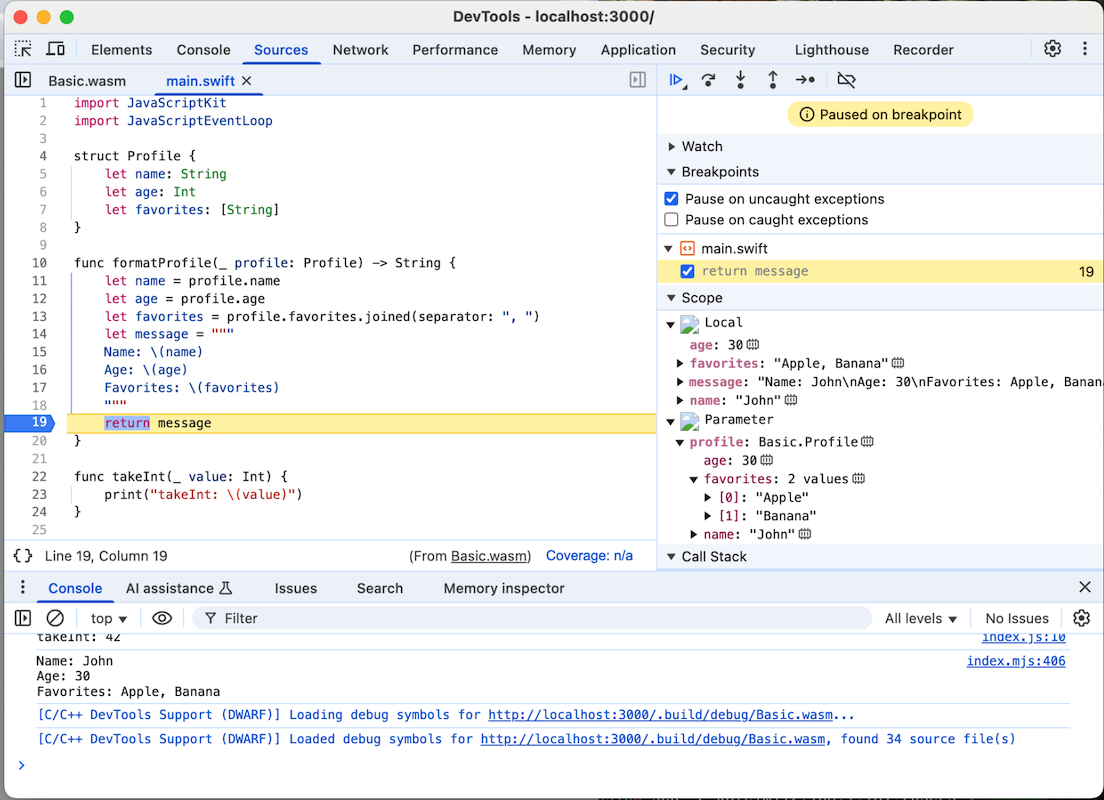 DevTools - localhost:3000/
Elements Console Sources Network Performance Memory Application Security Lighthouse Recorder
Basic.wasm main.swift
Paused on breakpoint
1 import JavaScriptKit
2 import JavaScriptEventLoop
3
4 struct Profile {
5 let name: String
6 let age: Int
7 let favorites: [String]
8 }
9
10 func formatProfile(_ profile: Profile) -> String {
11 let name = profile.name
12 let age = profile.age
13 let favorites = profile.favorites.joined(separator: ", ")
14 let message = """
15 Name: \(name)
16 Age: \(age)
17 Favorites: \(favorites)
18 """
19 return message
20 }
21
22 func takeInt(_ value: Int) {
23 print("takeInt: \(value)")
24 }
25
{ } Line 19, Column 19 (From Basic.wasm) Coverage: n/a
Watch
Breakpoints
Pause on uncaught exceptions
Pause on caught exceptions
main.swift
return message 19
Scope
Local
age: 30
favorites: "Apple, Banana"
message: "Name: John\nAge: 30\nFavorites: Apple, Banan
name: "John"
Parameter
profile: Basic.Profile
age: 30
favorites: 2 values
[0]: "Apple"
[1]: "Banana"
name: "John"
Call Stack
Console AI assistance Issues Search Memory inspector
top Filter All levels No Issues
takeInt: 42 index.js:10
Name: John index.mjs:406
Age: 30
Favorites: Apple, Banana
[C/C++ DevTools Support (DWARF)] Loading debug symbols for http://localhost:3000/.build/debug/Basic.wasm...
[C/C++ DevTools Support (DWARF)] Loaded debug symbols for http://localhost:3000/.build/debug/Basic.wasm, found 34 source file(s)